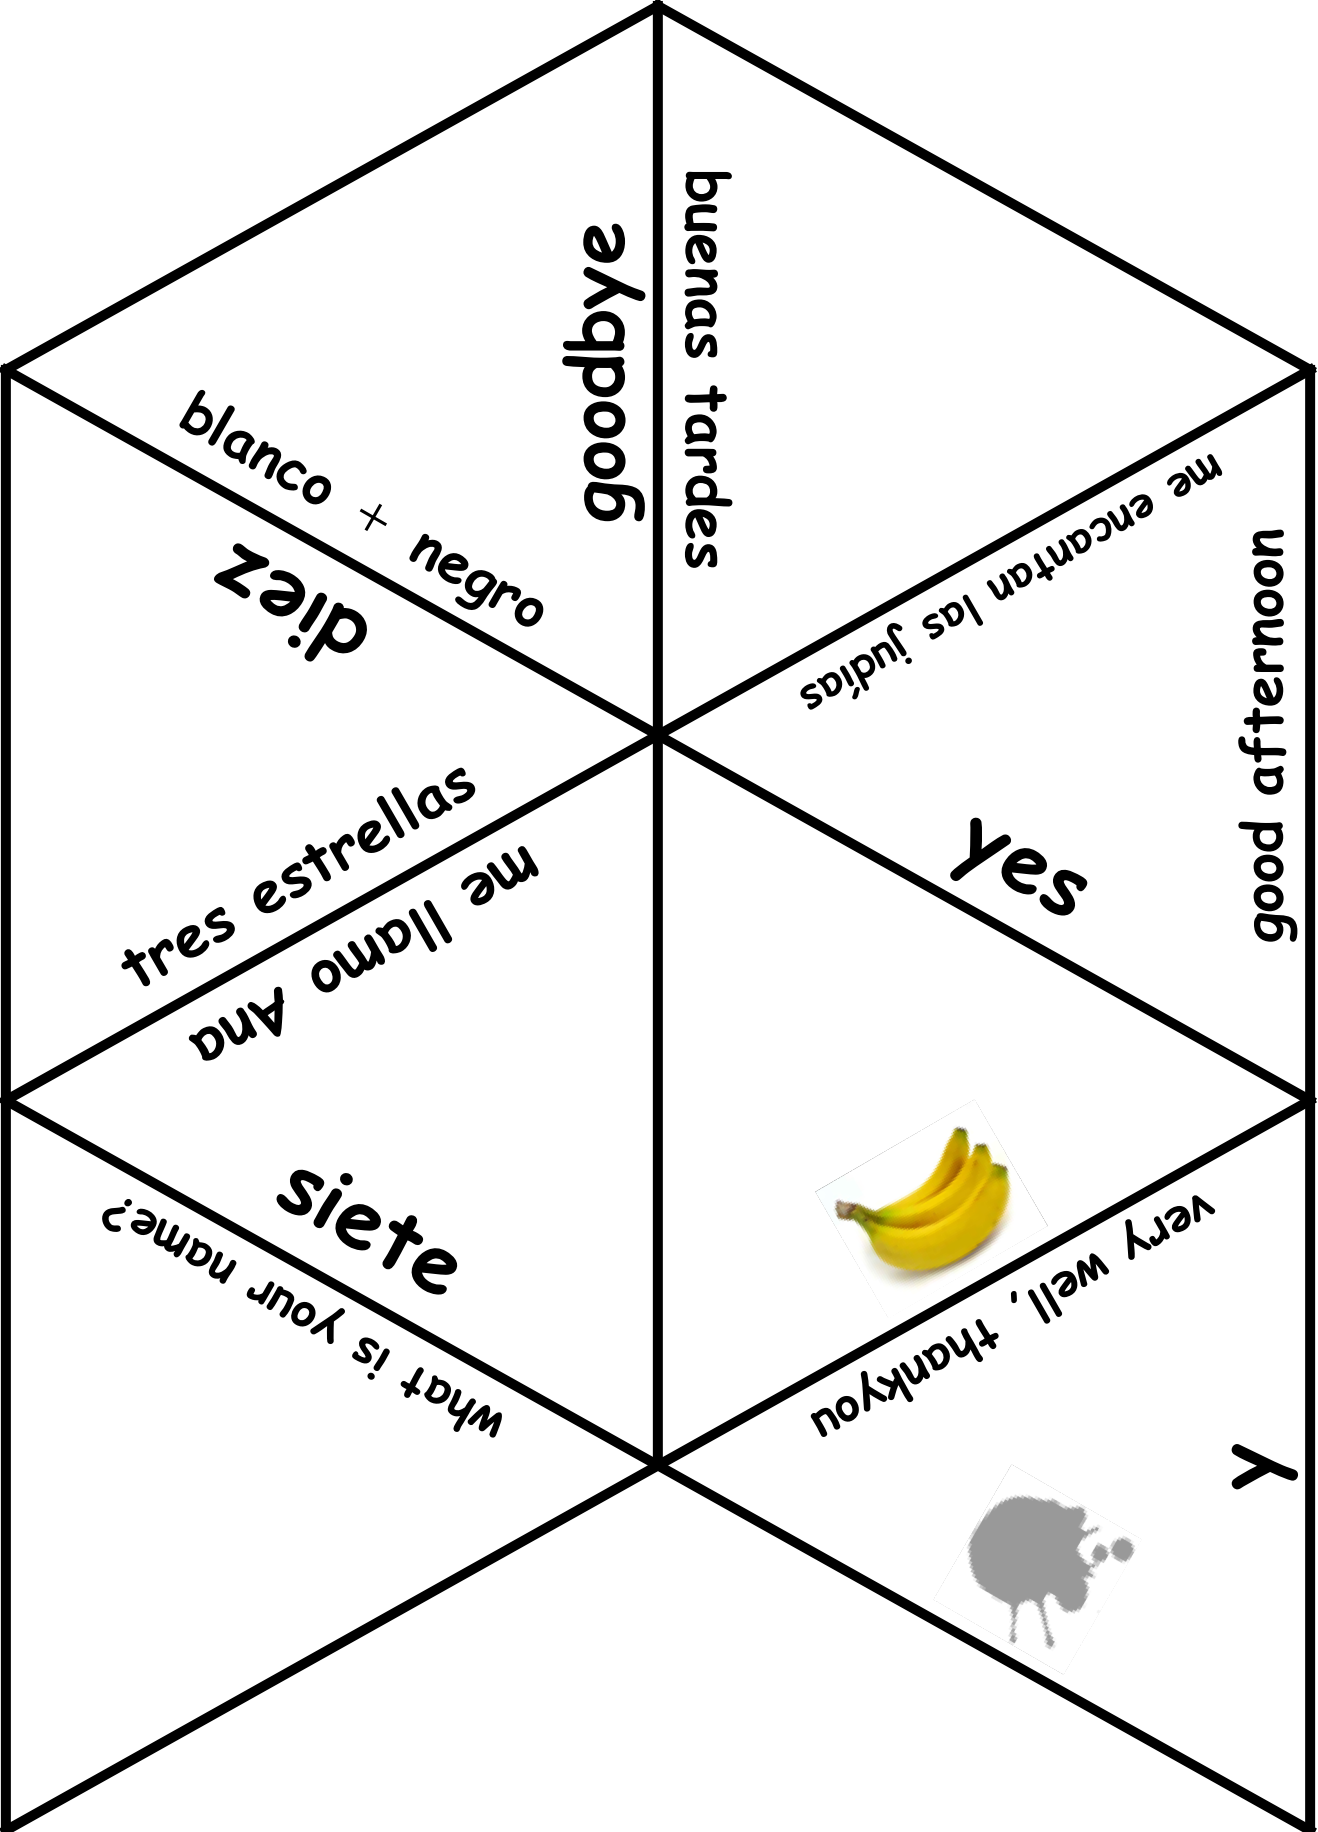 goodbye
buenas tardes
blanco + negro
diez
me encantan las judías
good afternoon
yes
tres estrellas
me llamo Ana
siete
what is your name?
very well, thankyou
y